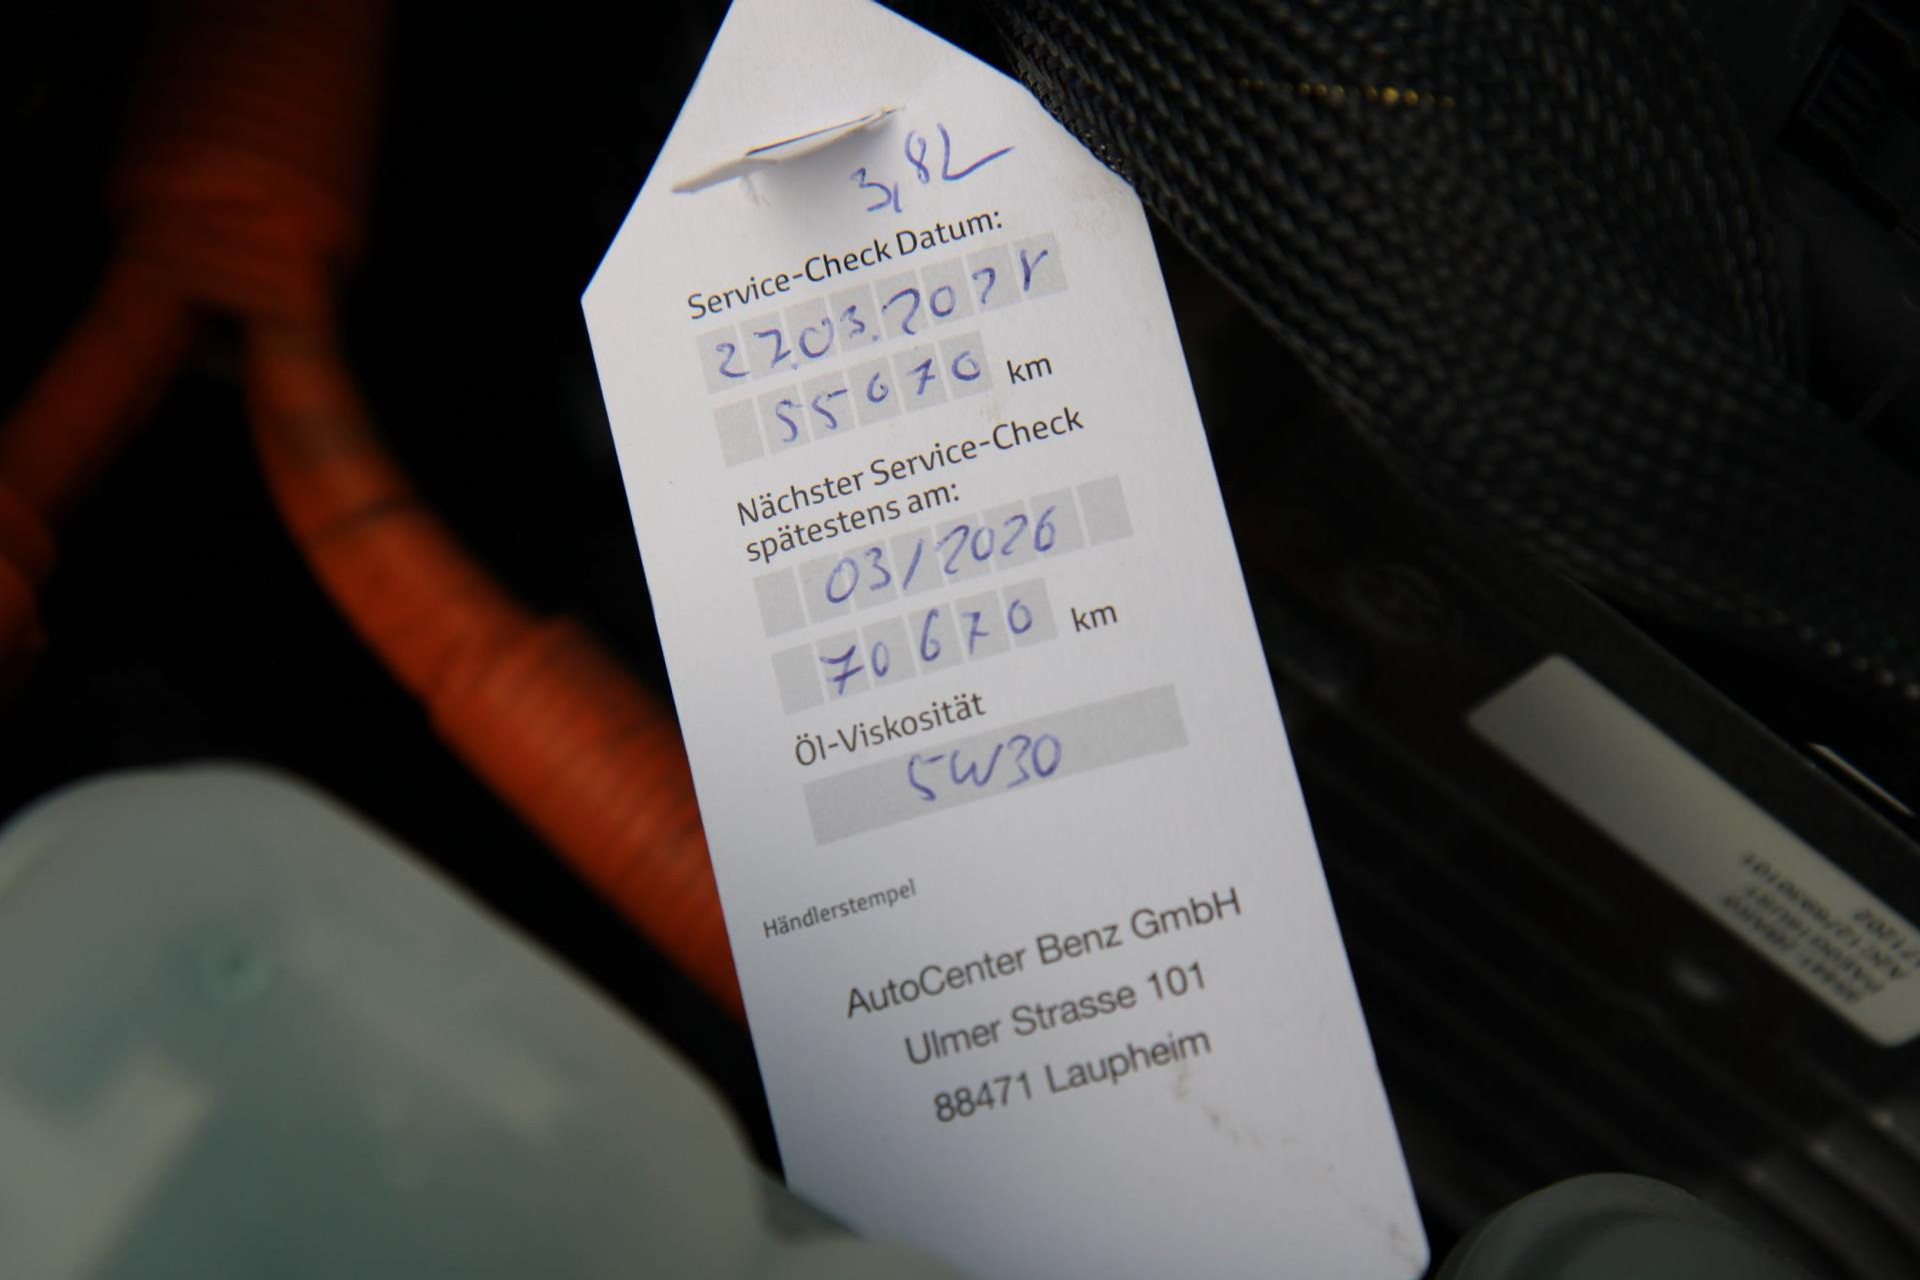 3,8L
Service-Check Datum:
27.03.2025
55670 km
Nächster Service-Check
spätestens am:
03/2026
70670 km
Öl-Viskosität
5W30
Händlerstempel
AutoCenter Benz GmbH
Ulmer Strasse 101
88471 Laupheim